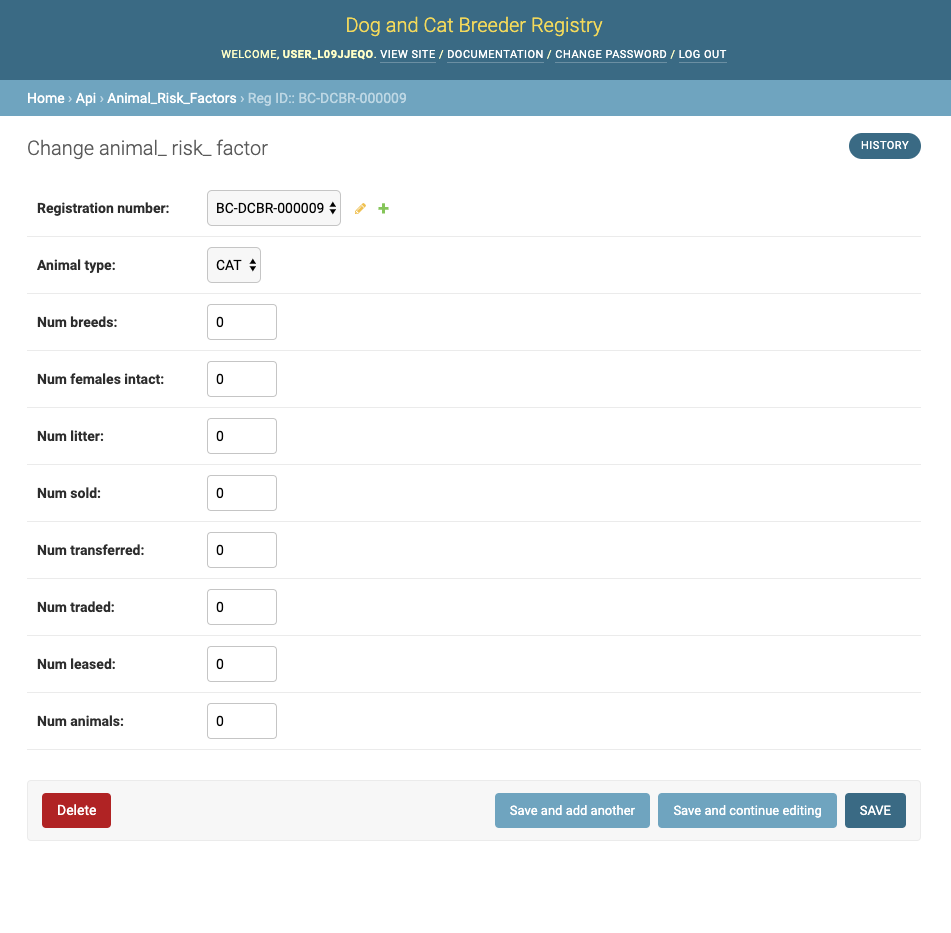 Dog and Cat Breeder Registry
WELCOME, USER_L09JJEQO. VIEW SITE / DOCUMENTATION / CHANGE PASSWORD / LOG OUT
Home › Api › Animal_Risk_Factors › Reg ID:: BC-DCBR-000009
Change animal_ risk_ factor
HISTORY
Registration number: BC-DCBR-000009
Animal type: CAT
Num breeds: 0
Num females intact: 0
Num litter: 0
Num sold: 0
Num transferred: 0
Num traded: 0
Num leased: 0
Num animals: 0
Delete Save and add another Save and continue editing SAVE